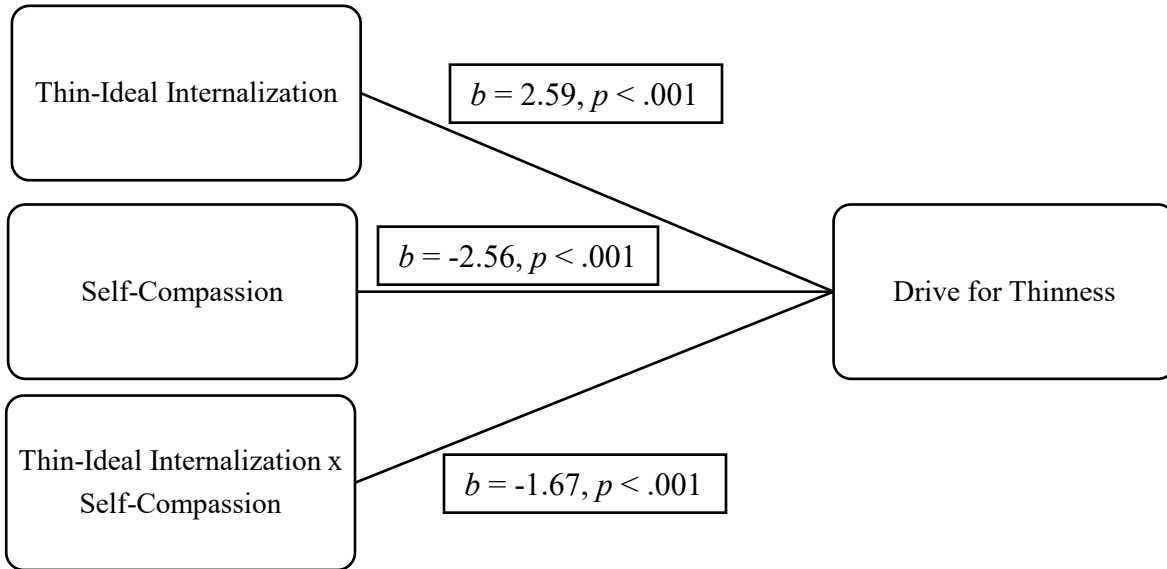 Thin-Ideal Internalization
b = 2.59, p < .001
Self-Compassion
b = -2.56, p < .001
Drive for Thinness
Thin-Ideal Internalization x
Self-Compassion
b = -1.67, p < .001